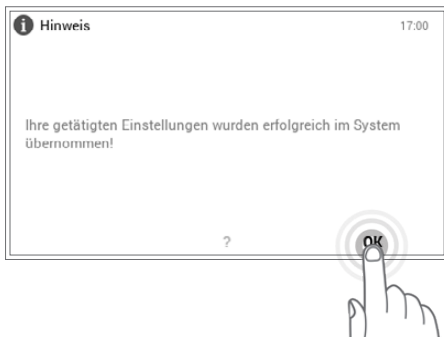 i Hinweis 17:00
Ihre getätigten Einstellungen wurden erfolgreich im System
übernommen!
? OK